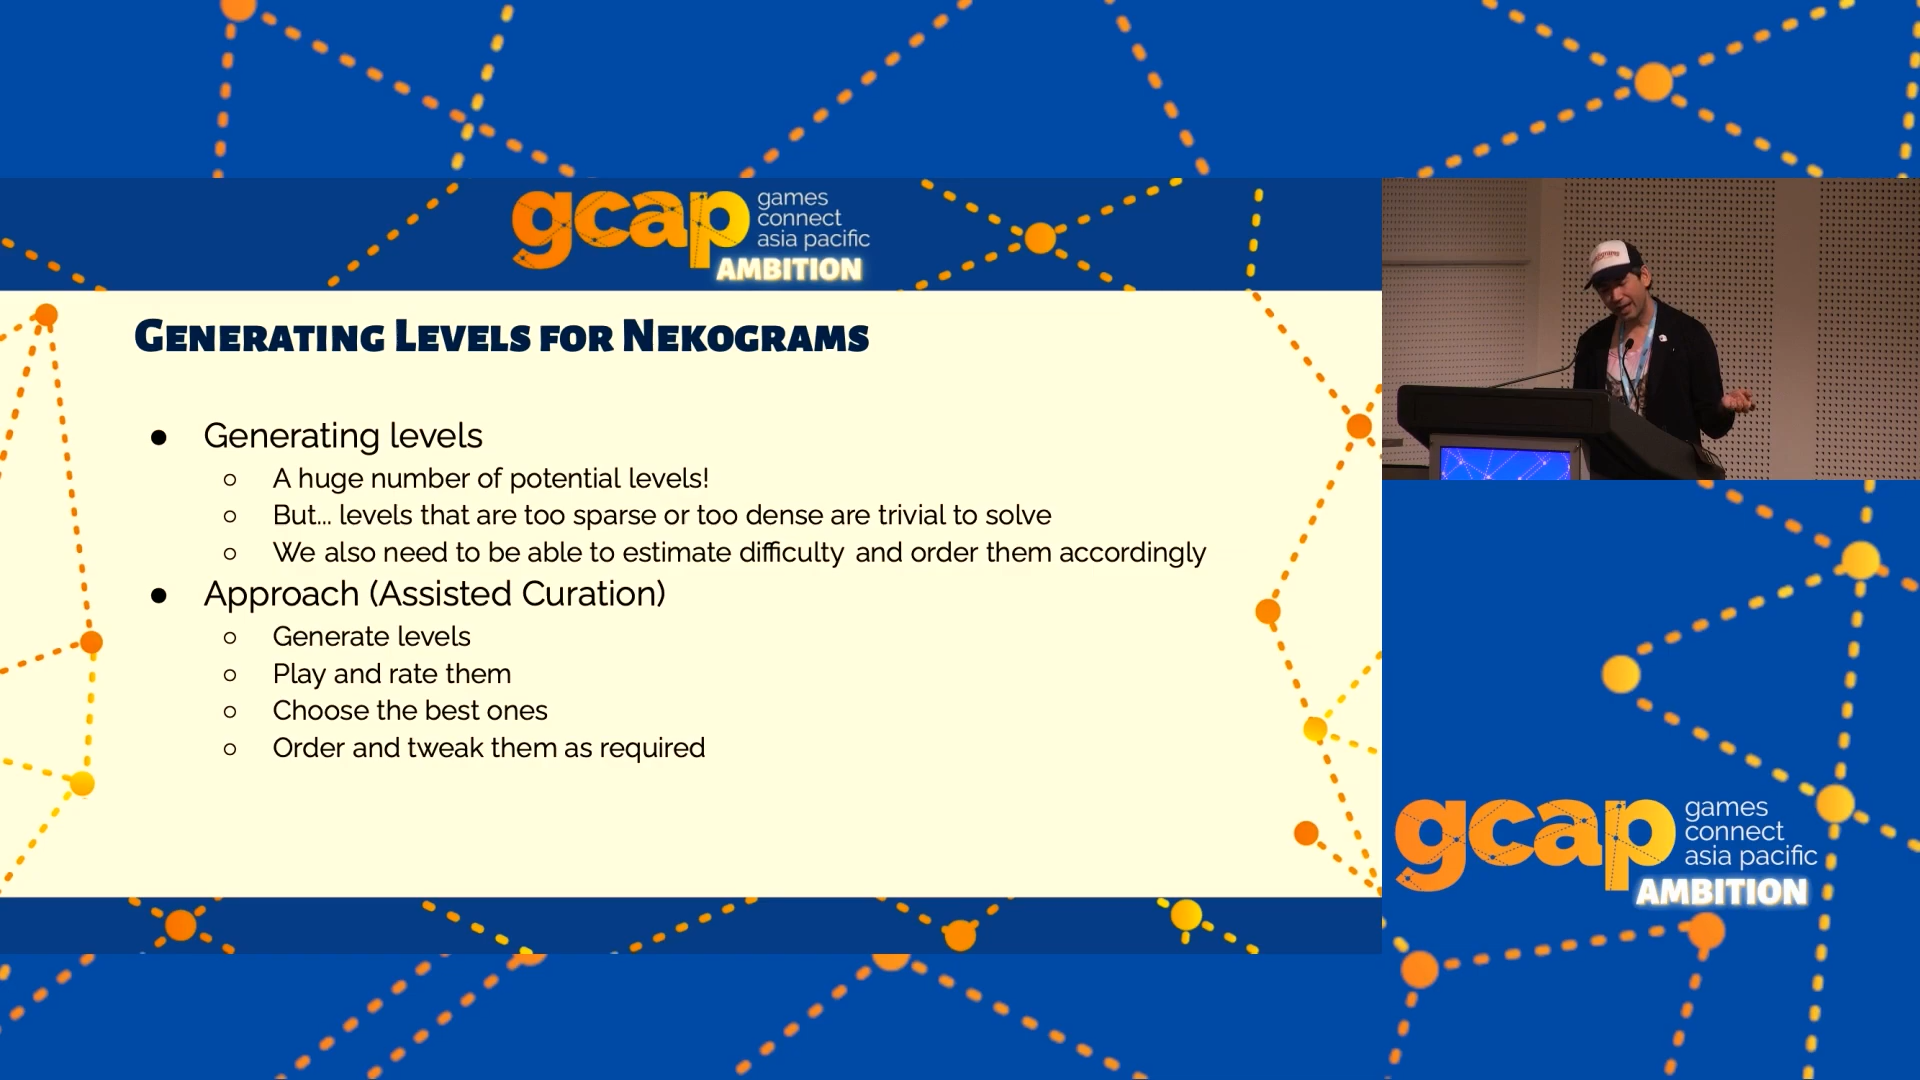 gcap
games
connect
asia pacific
AMBITION
GENERATING LEVELS FOR NEKOGRAMS
● Generating levels
○ A huge number of potential levels!
○ But... levels that are too sparse or too dense are trivial to solve
○ We also need to be able to estimate difficulty and order them accordingly
● Approach (Assisted Curation)
○ Generate levels
○ Play and rate them
○ Choose the best ones
○ Order and tweak them as required
gcap
games
connect
asia pacific
AMBITION